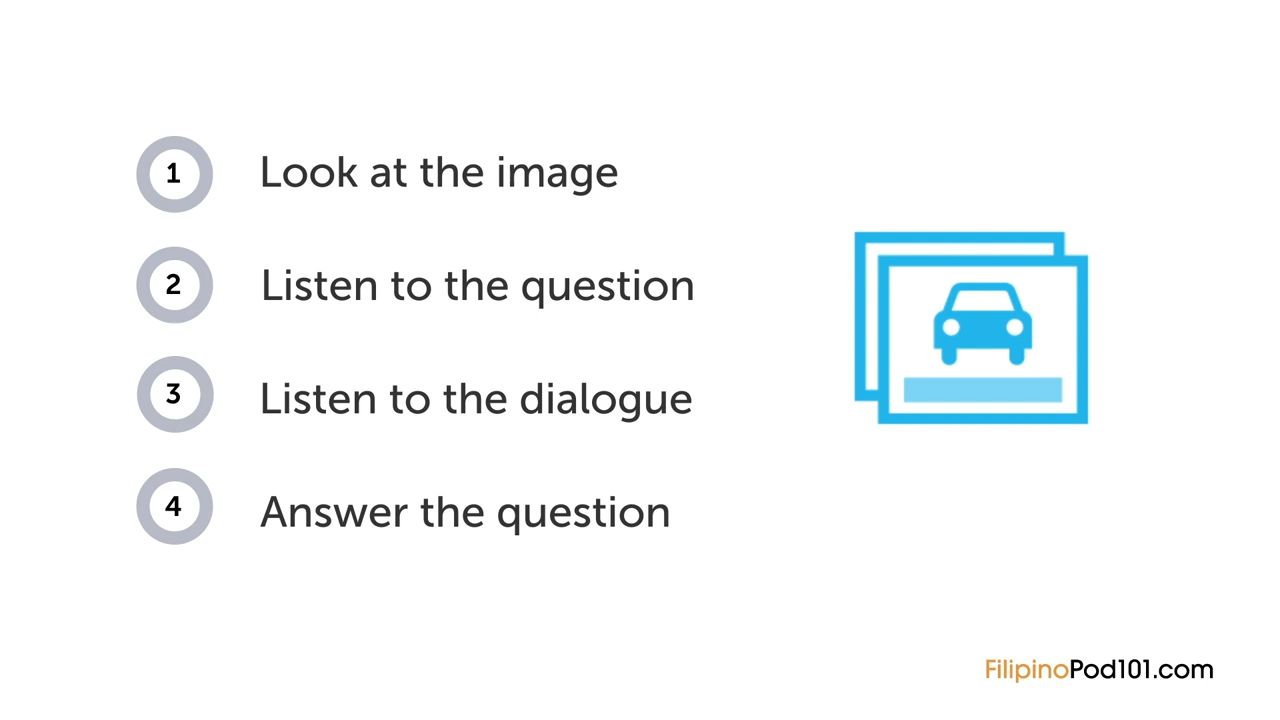 1 Look at the image
2 Listen to the question
3 Listen to the dialogue
4 Answer the question
FilipinoPod101.com